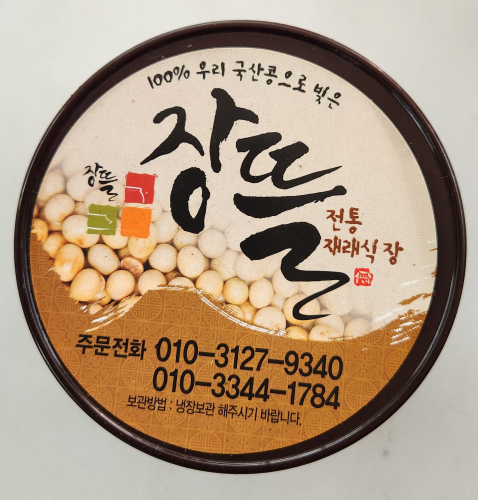 100% 우리 국산콩으로 빚은
장뜰
장뜰
전통
재래식 장
주문전화 : 010-3127-9340
010-3344-1784
보관방법 : 냉장보관 해주시기 바랍니다.